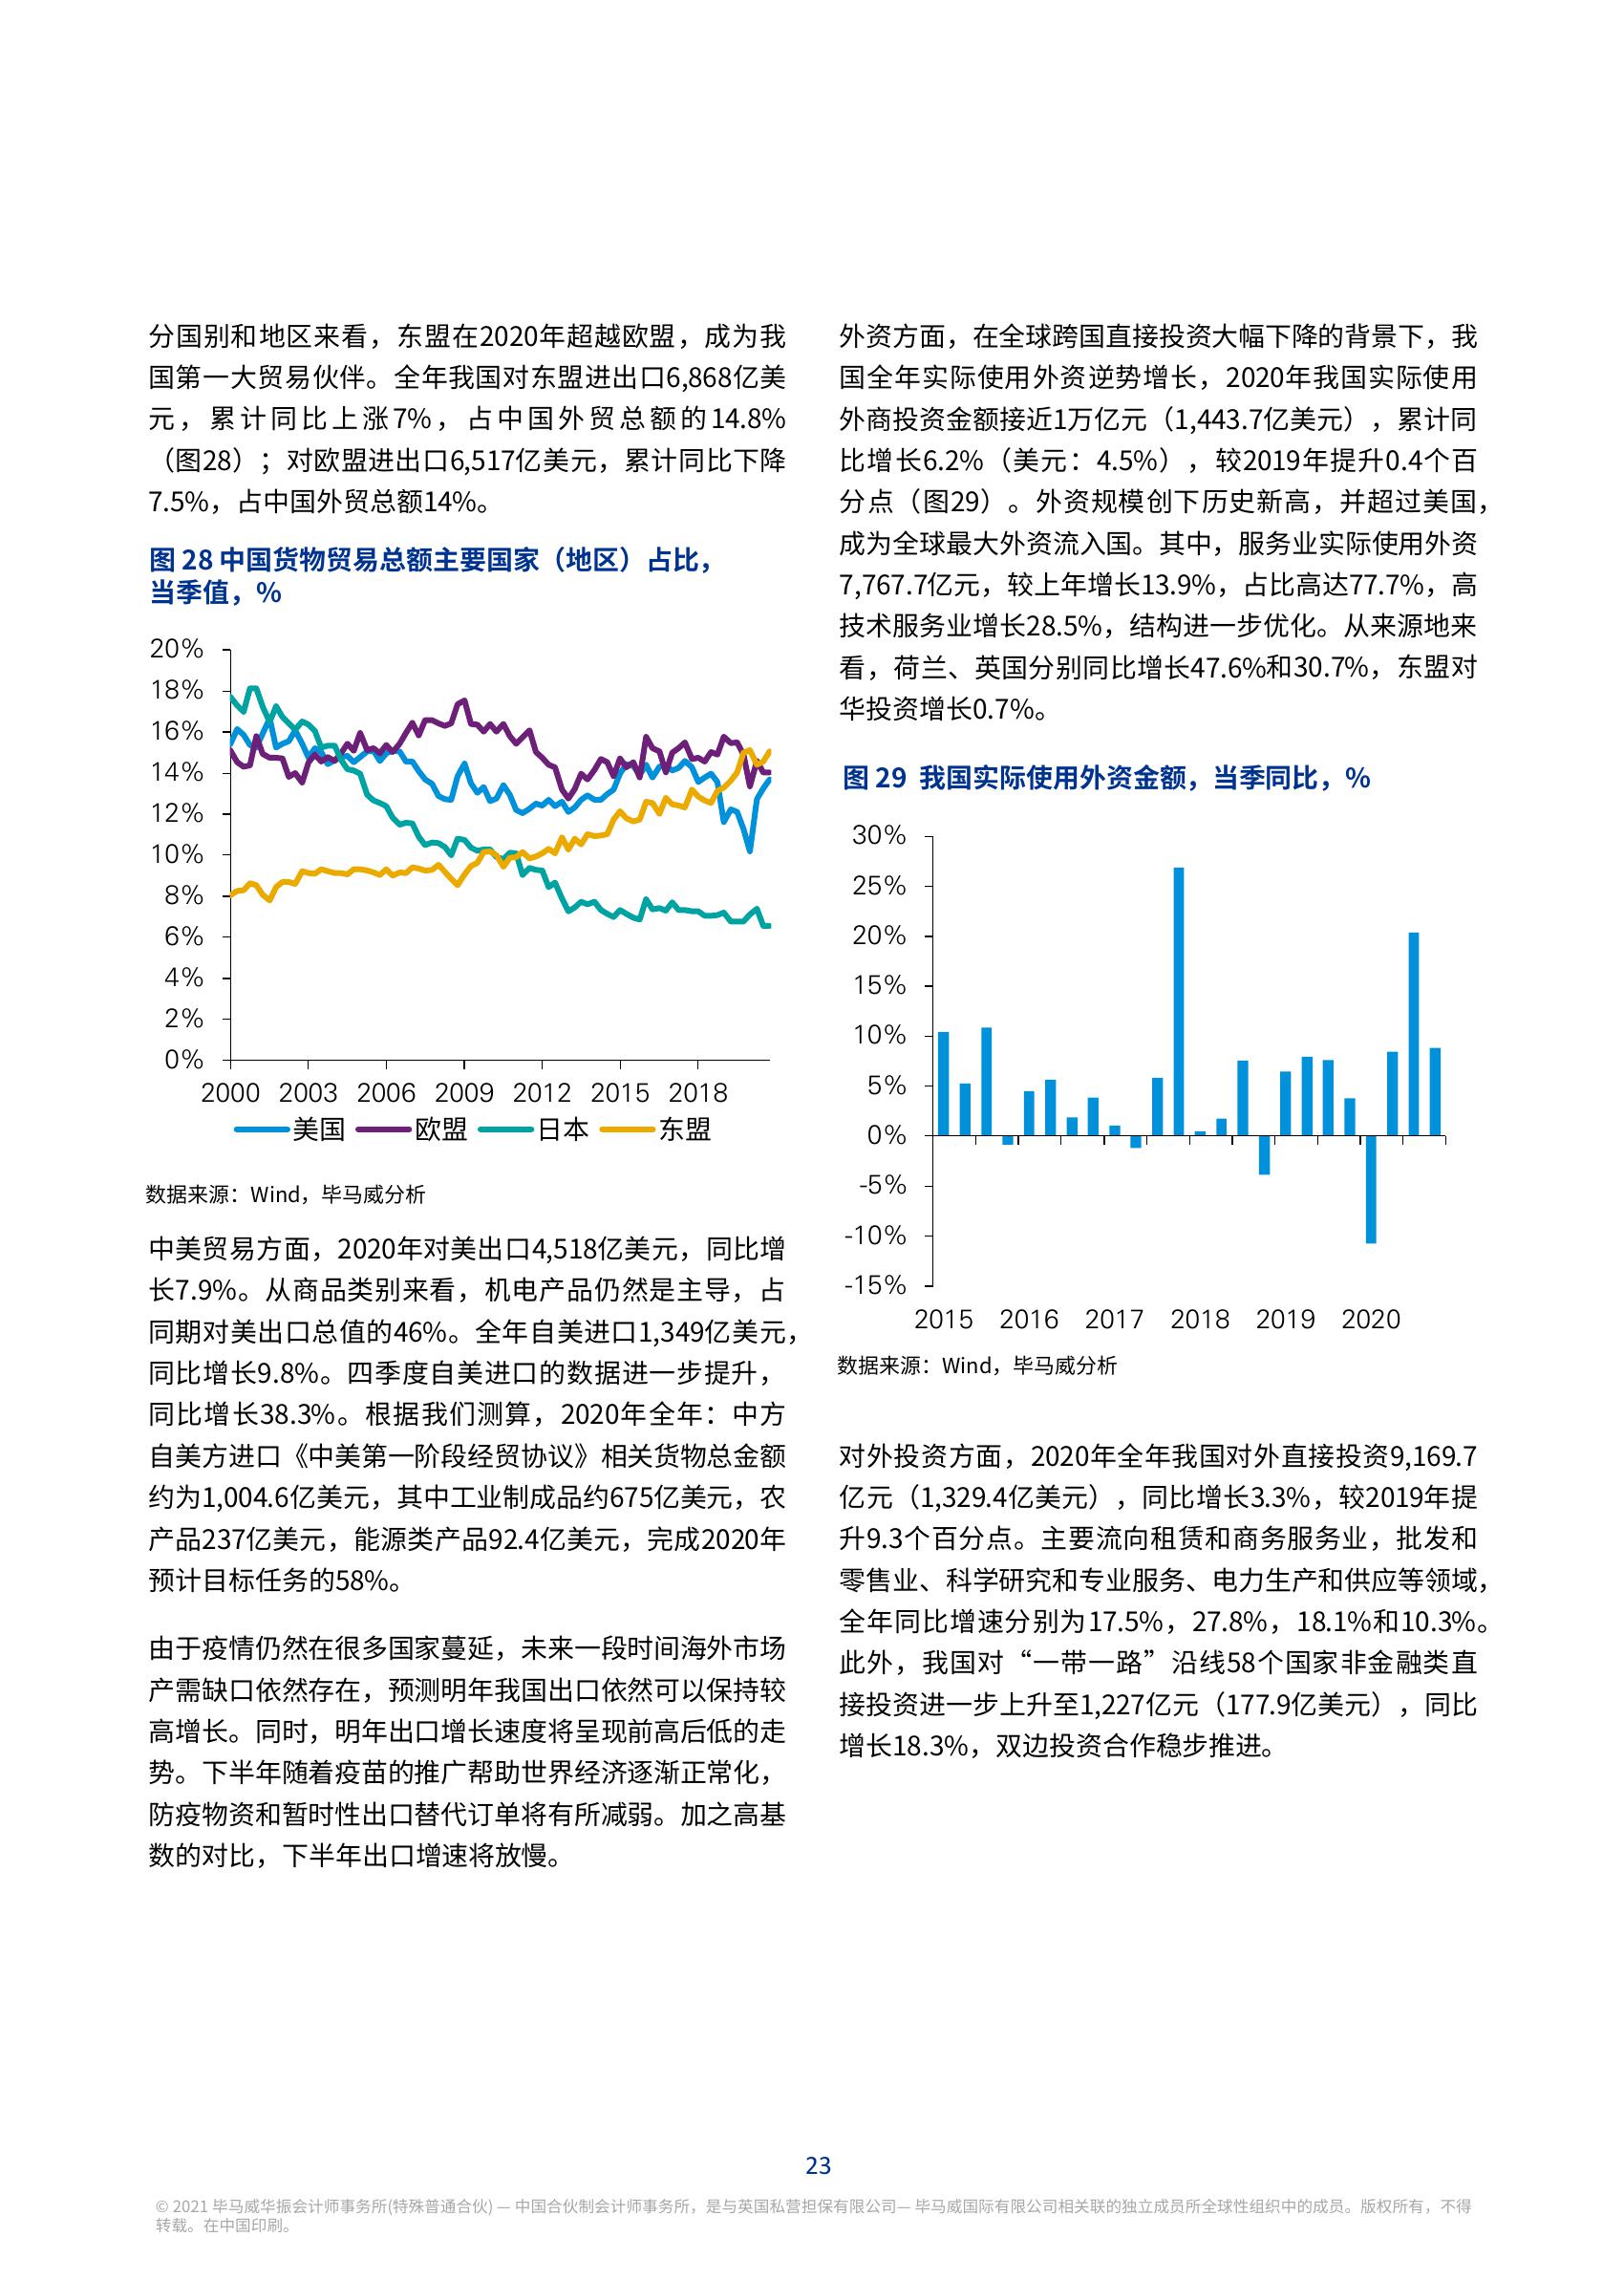 分国别和地区来看，东盟在2020年超越欧盟，成为我
国第一大贸易伙伴。全年我国对东盟进出口6,868亿美
元，累计同比上涨7%，占中国外贸总额的14.8%
（图28）；对欧盟进出口6,517亿美元，累计同比下降
7.5%，占中国外贸总额14%。
图 28 中国货物贸易总额主要国家（地区）占比，
当季值，%
20%
18%
16%
14%
12%
10%
8%
6%
4%
2%
0%
2000 2003 2006 2009 2012 2015 2018
美国 欧盟 日本 东盟
数据来源：Wind，毕马威分析
中美贸易方面，2020年对美出口4,518亿美元，同比增
长7.9%。从商品类别来看，机电产品仍然是主导，占
同期对美出口总值的46%。全年自美进口1,349亿美元，
同比增长9.8%。四季度自美进口的数据进一步提升，
同比增长38.3%。根据我们测算，2020年全年：中方
自美方进口《中美第一阶段经贸协议》相关货物总金额
约为1,004.6亿美元，其中工业制成品约675亿美元，农
产品237亿美元，能源类产品92.4亿美元，完成2020年
预计目标任务的58%。
由于疫情仍然在很多国家蔓延，未来一段时间海外市场
产需缺口依然存在，预测明年我国出口依然可以保持较
高增长。同时，明年出口增长速度将呈现前高后低的走
势。下半年随着疫苗的推广帮助世界经济逐渐正常化，
防疫物资和暂时性出口替代订单将有所减弱。加之高基
数的对比，下半年出口增速将放慢。
外资方面，在全球跨国直接投资大幅下降的背景下，我
国全年实际使用外资逆势增长，2020年我国实际使用
外商投资金额接近1万亿元（1,443.7亿美元），累计同
比增长6.2%（美元：4.5%），较2019年提升0.4个百
分点（图29）。外资规模创下历史新高，并超过美国，
成为全球最大外资流入国。其中，服务业实际使用外资
7,767.7亿元，较上年增长13.9%，占比高达77.7%，高
技术服务业增长28.5%，结构进一步优化。从来源地来
看，荷兰、英国分别同比增长47.6%和30.7%，东盟对
华投资增长0.7%。
图 29 我国实际使用外资金额，当季同比，%
30%
25%
20%
15%
10%
5%
0%
-5%
-10%
-15%
2015 2016 2017 2018 2019 2020
数据来源：Wind，毕马威分析
对外投资方面，2020年全年我国对外直接投资9,169.7
亿元（1,329.4亿美元），同比增长3.3%，较2019年提
升9.3个百分点。主要流向租赁和商务服务业，批发和
零售业、科学研究和专业服务、电力生产和供应等领域，
全年同比增速分别为17.5%，27.8%，18.1%和10.3%。
此外，我国对“一带一路”沿线58个国家非金融类直
接投资进一步上升至1,227亿元（177.9亿美元），同比
增长18.3%，双边投资合作稳步推进。
23
© 2021 毕马威华振会计师事务所(特殊普通合伙) — 中国合伙制会计师事务所，是与英国私营担保有限公司— 毕马威国际有限公司相关联的独立成员所全球性组织中的成员。版权所有，不得
转载。在中国印刷。